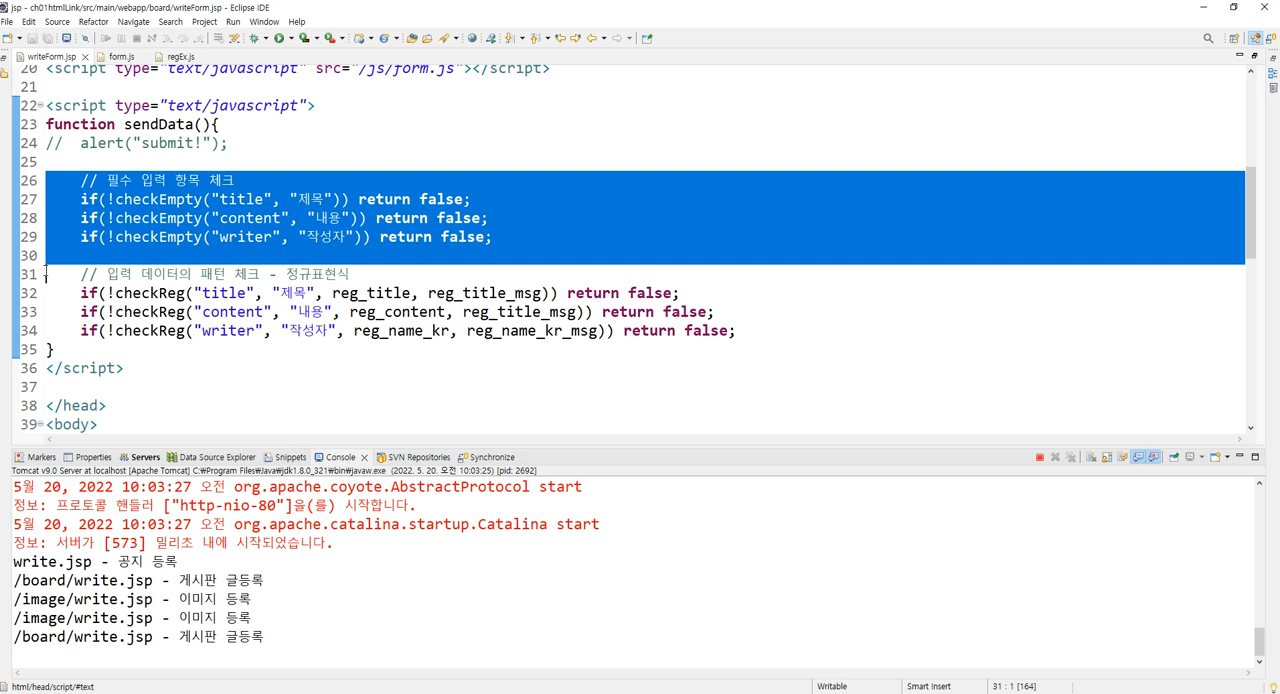 jsp - ch01htmlLink/src/main/webapp/board/writeForm.jsp - Eclipse IDE
File Edit Source Refactor Navigate Search Project Run Window Help
writeForm.jsp form.js regEx.js
20 <script type="text/javascript" src="/js/form.js"></script>
21
22 <script type="text/javascript">
23 function sendData(){
24 //  alert("submit!");
25
26     // 필수 입력 항목 체크
27     if(!checkEmpty("title", "제목")) return false;
28     if(!checkEmpty("content", "내용")) return false;
29     if(!checkEmpty("writer", "작성자")) return false;
30
31     // 입력 데이터의 패턴 체크 - 정규표현식
32     if(!checkReg("title", "제목", reg_title, reg_title_msg)) return false;
33     if(!checkReg("content", "내용", reg_content, reg_title_msg)) return false;
34     if(!checkReg("writer", "작성자", reg_name_kr, reg_name_kr_msg)) return false;
35 }
36 </script>
37
38 </head>
39 <body>
Markers Properties Servers Data Source Explorer Snippets Console SVN Repositories Synchronize
Tomcat v9.0 Server at localhost [Apache Tomcat] C:₩Program Files₩Java₩jdk1.8.0_321₩bin₩javaw.exe (2022. 5. 20. 오전 10:03:25) [pid: 2692]
5월 20, 2022 10:03:27 오전 org.apache.coyote.AbstractProtocol start
정보: 프로토콜 핸들러 ["http-nio-80"]을(를) 시작합니다.
5월 20, 2022 10:03:27 오전 org.apache.catalina.startup.Catalina start
정보: 서버가 [573] 밀리초 내에 시작되었습니다.
write.jsp - 공지 등록
/board/write.jsp - 게시판 글등록
/image/write.jsp - 이미지 등록
/image/write.jsp - 이미지 등록
/board/write.jsp - 게시판 글등록
html/head/script/#text Writable Smart Insert 31 : 1 [164]